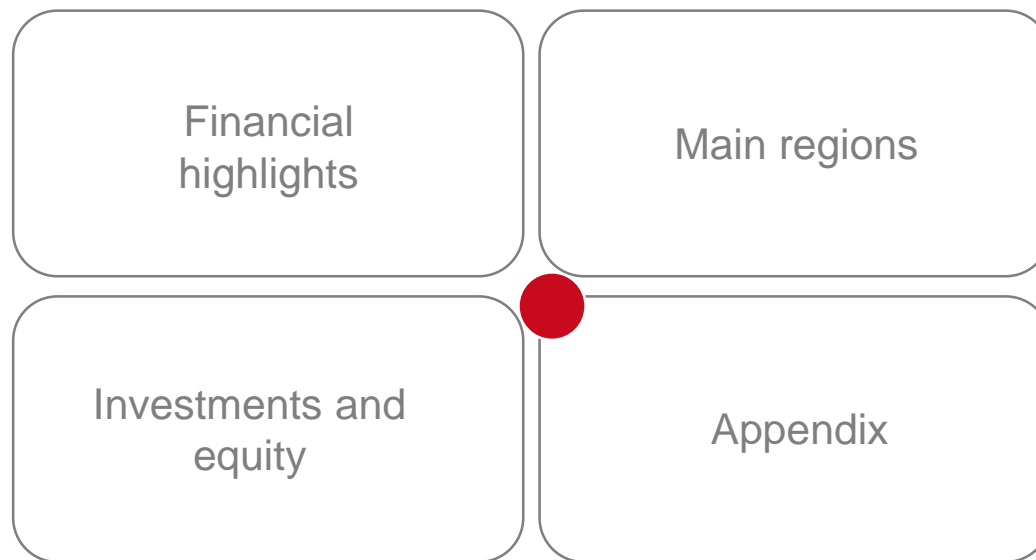 Financial
highlights
Main regions
Investments and
equity
Appendix